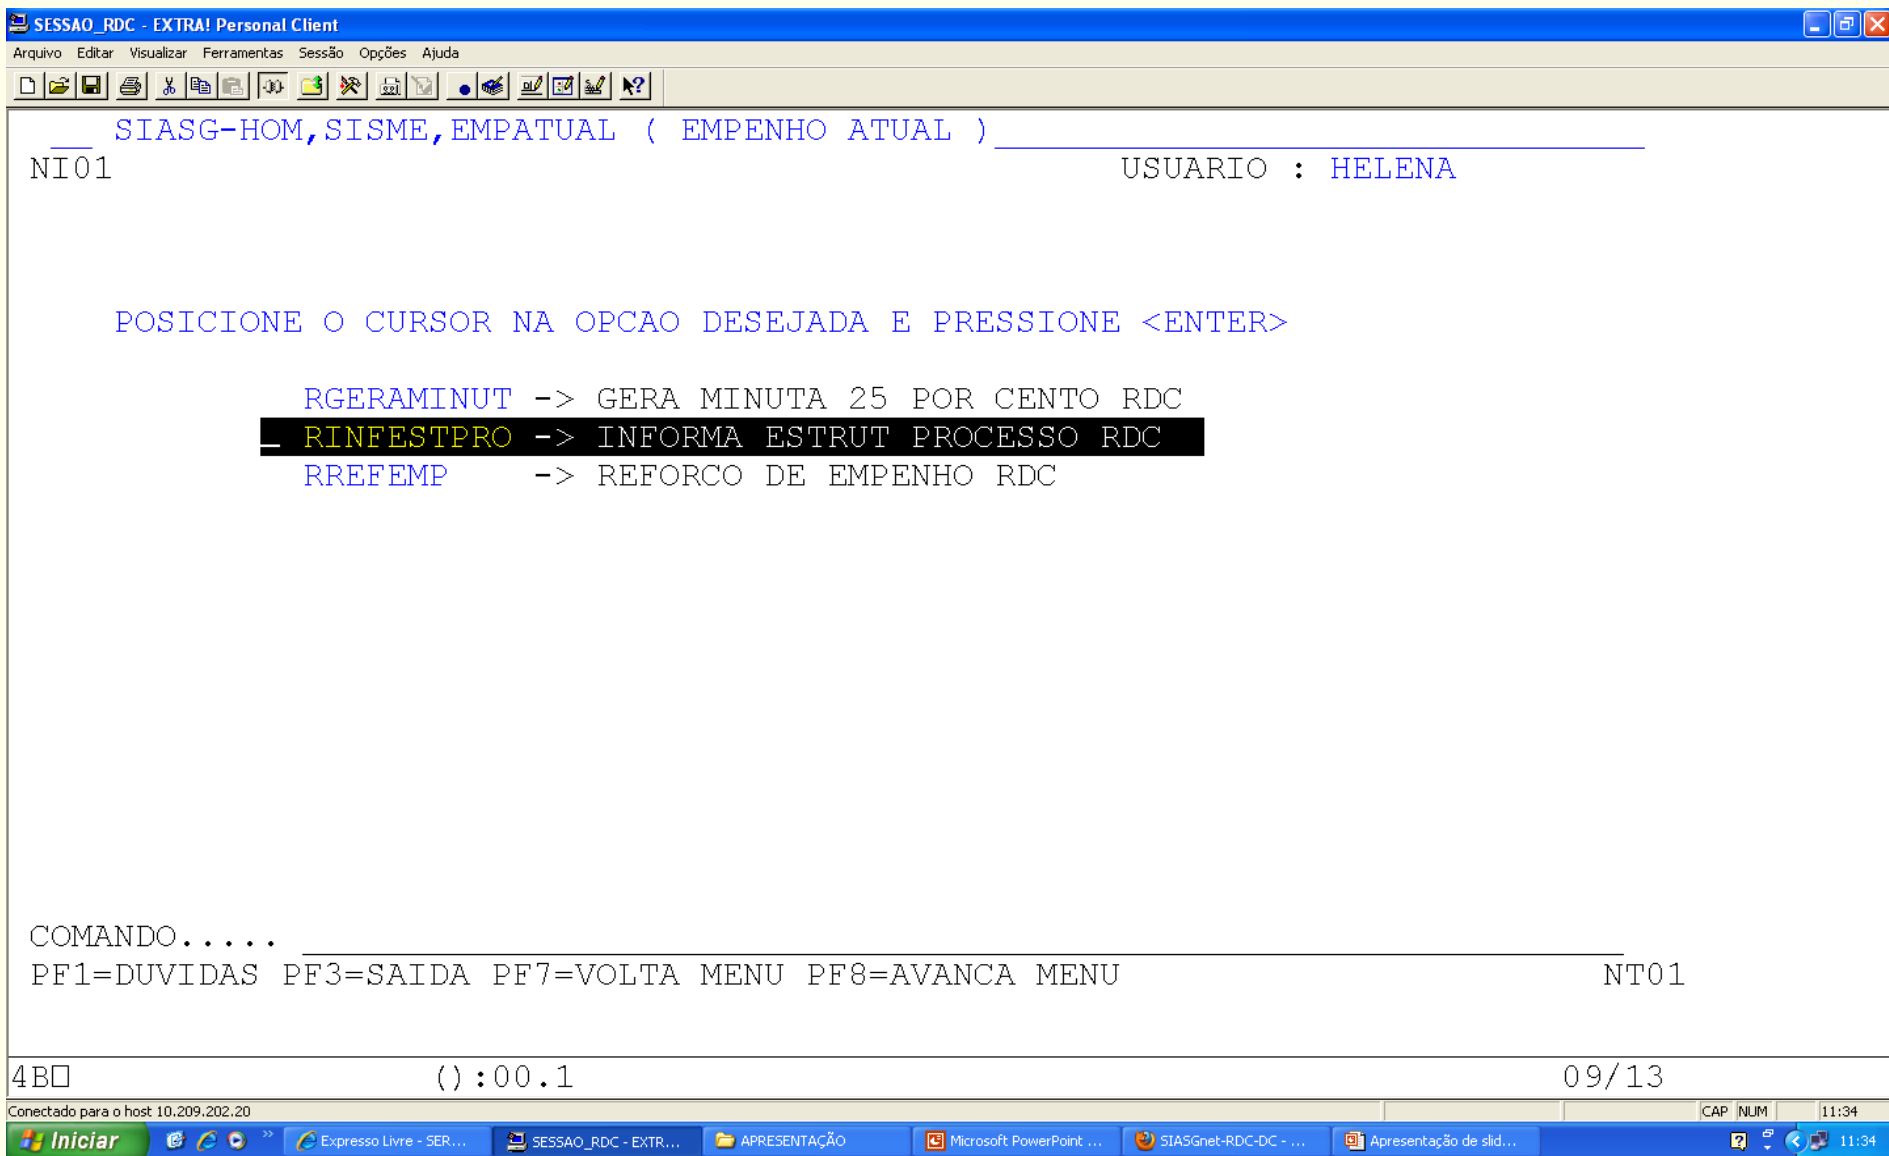 SESSAO_RDC - EXTRA! Personal Client
Arquivo Editar Visualizar Ferramentas Sessão Opções Ajuda
SIASG-HOM,SISME,EMPATUAL ( EMPENHO ATUAL )
NI01 USUARIO : HELENA
POSICIONE O CURSOR NA OPCAO DESEJADA E PRESSIONE <ENTER>
RGERAMINUT -> GERA MINUTA 25 POR CENTO RDC
_ RINFESTPRO -> INFORMA ESTRUT PROCESSO RDC
RREFEMP -> REFORCO DE EMPENHO RDC
COMANDO.....
PF1=DUVIDAS PF3=SAIDA PF7=VOLTA MENU PF8=AVANCA MENU NT01
4B□ ():00.1 09/13
Conectado para o host 10.209.202.20 CAP NUM 11:34
Iniciar » Expresso Livre - SER... SESSAO_RDC - EXTR... APRESENTAÇÃO Microsoft PowerPoint ... SIASGnet-RDC-DC - ... Apresentação de slid... 11:34